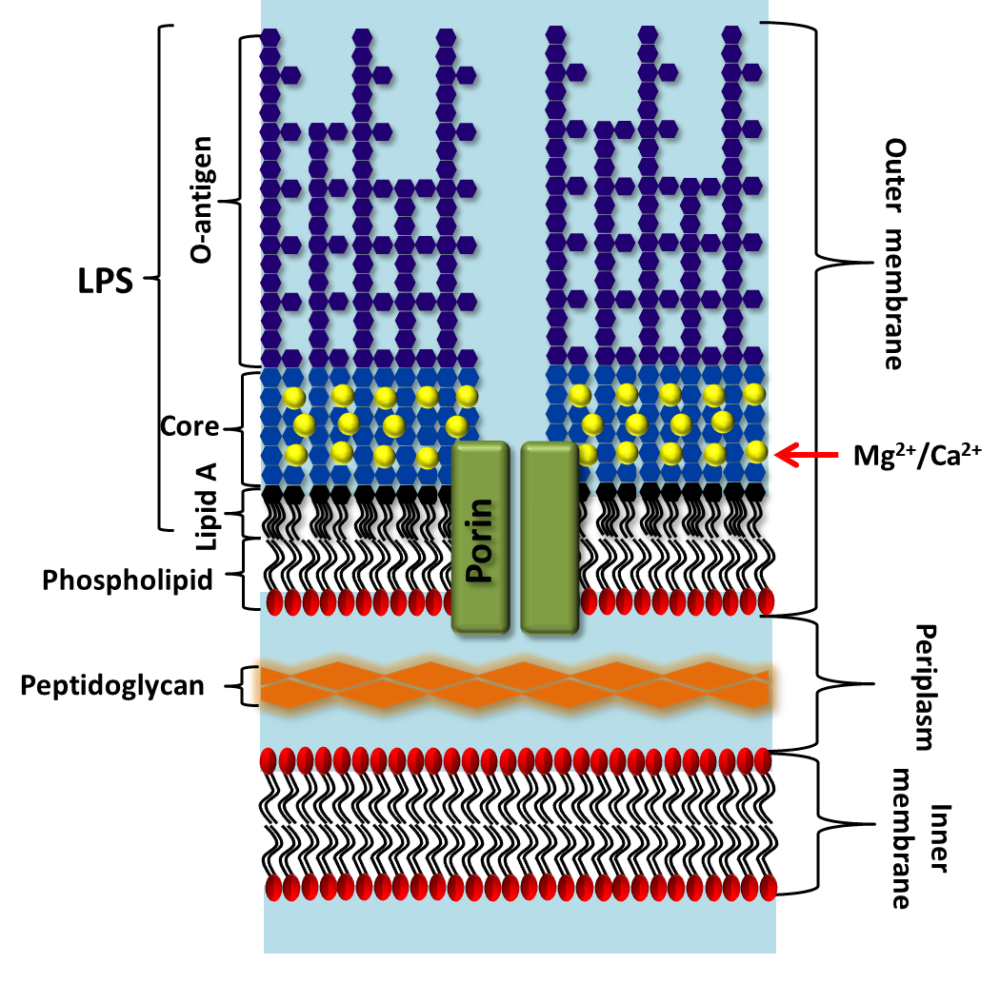 O-antigen
LPS
Core
Lipid A
Phospholipid
Peptidoglycan
Porin
Outer membrane
Mg²⁺/Ca²⁺
Periplasm
Inner
membrane